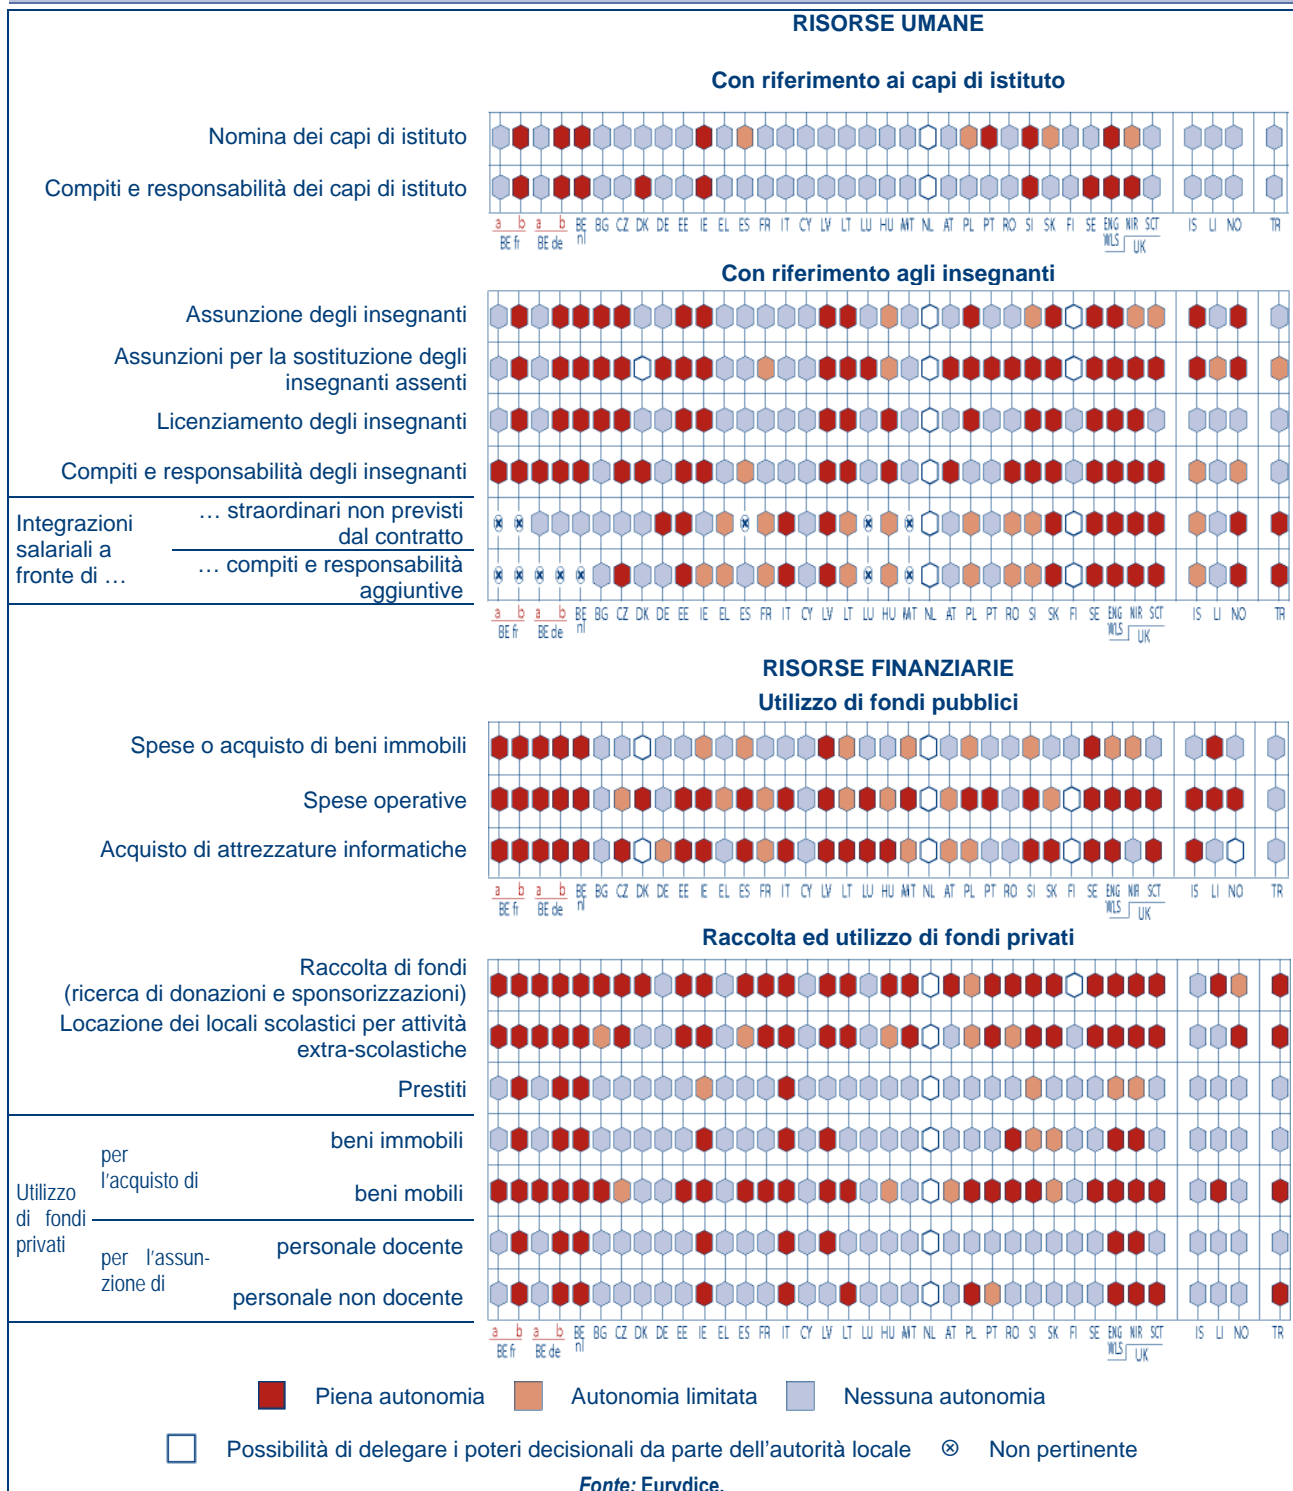 RISORSE UMANE
Con riferimento ai capi di istituto
Nomina dei capi di istituto
Compiti e responsabilità dei capi di istituto
a b a b BE BG CZ DK DE EE IE EL ES FR IT CY LV LT LU HU MT NL AT PL PT RO SI SK FI SE ENG NIR SCT IS LI NO TR
BE fr BE de nl WLS UK
Con riferimento agli insegnanti
Assunzione degli insegnanti
Assunzioni per la sostituzione degli
insegnanti assenti
Licenziamento degli insegnanti
Compiti e responsabilità degli insegnanti
Integrazioni
salariali a
fronte di …
… straordinari non previsti
dal contratto
… compiti e responsabilità
aggiuntive
a b a b BE BG CZ DK DE EE IE EL ES FR IT CY LV LT LU HU MT NL AT PL PT RO SI SK FI SE ENG NIR SCT IS LI NO TR
BE fr BE de nl WLS UK
RISORSE FINANZIARIE
Utilizzo di fondi pubblici
Spese o acquisto di beni immobili
Spese operative
Acquisto di attrezzature informatiche
a b a b BE BG CZ DK DE EE IE EL ES FR IT CY LV LT LU HU MT NL AT PL PT RO SI SK FI SE ENG NIR SCT IS LI NO TR
BE fr BE de nl WLS UK
Raccolta ed utilizzo di fondi privati
Raccolta di fondi
(ricerca di donazioni e sponsorizzazioni)
Locazione dei locali scolastici per attività
extra-scolastiche
Prestiti
Utilizzo
di fondi
privati
per
l'acquisto di
beni immobili
beni mobili
per l'assun-
zione di
personale docente
personale non docente
a b a b BE BG CZ DK DE EE IE EL ES FR IT CY LV LT LU HU MT NL AT PL PT RO SI SK FI SE ENG NIR SCT IS LI NO TR
BE fr BE de nl WLS UK
Piena autonomia Autonomia limitata Nessuna autonomia
Possibilità di delegare i poteri decisionali da parte dell'autorità locale ⊗ Non pertinente
Fonte: Eurydice.